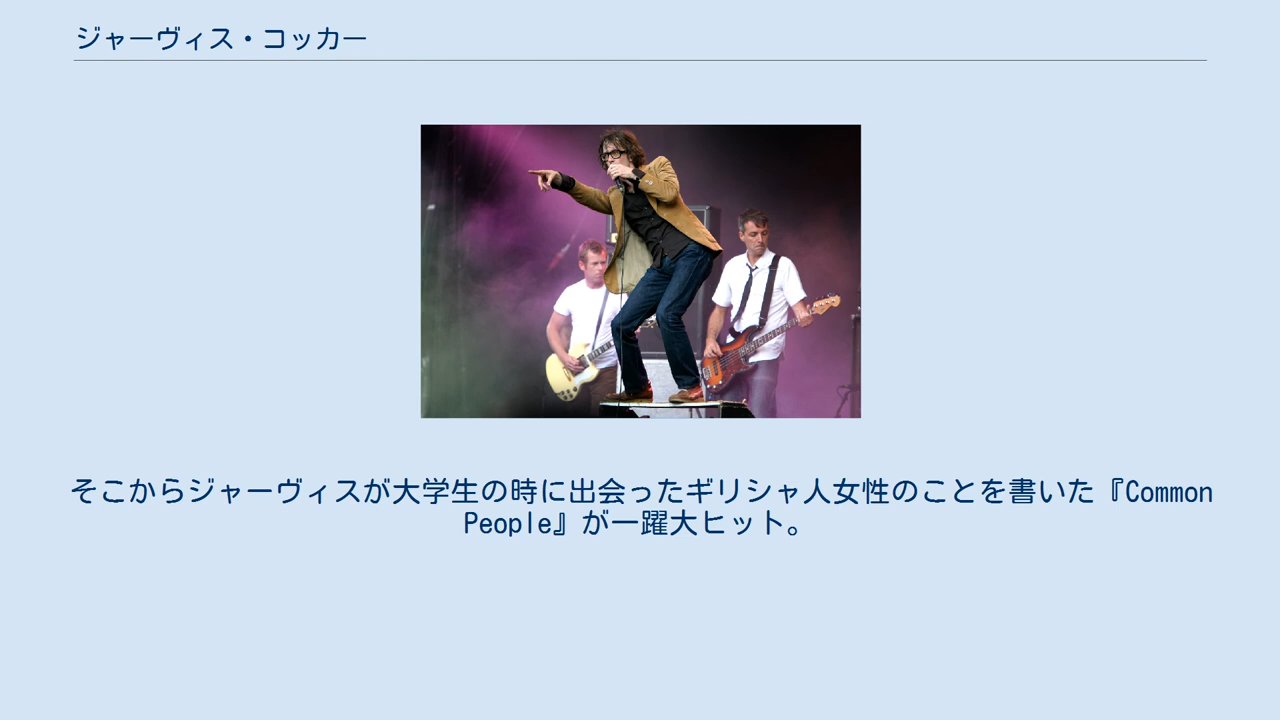 ジャーヴィス・コッカー
そこからジャーヴィスが大学生の時に出会ったギリシャ人女性のことを書いた『Common
People』が一躍大ヒット。